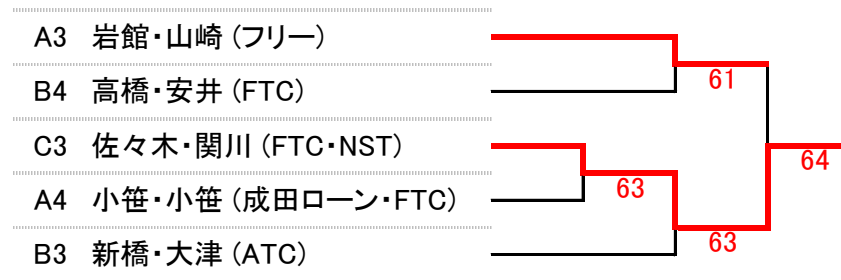 A3 岩館・山崎 (フリー)
61
B4 高橋・安井 (FTC)
C3 佐々木・関川 (FTC・NST)
64
63
A4 小笹・小笹 (成田ローン・FTC)
63
B3 新橋・大津 (ATC)